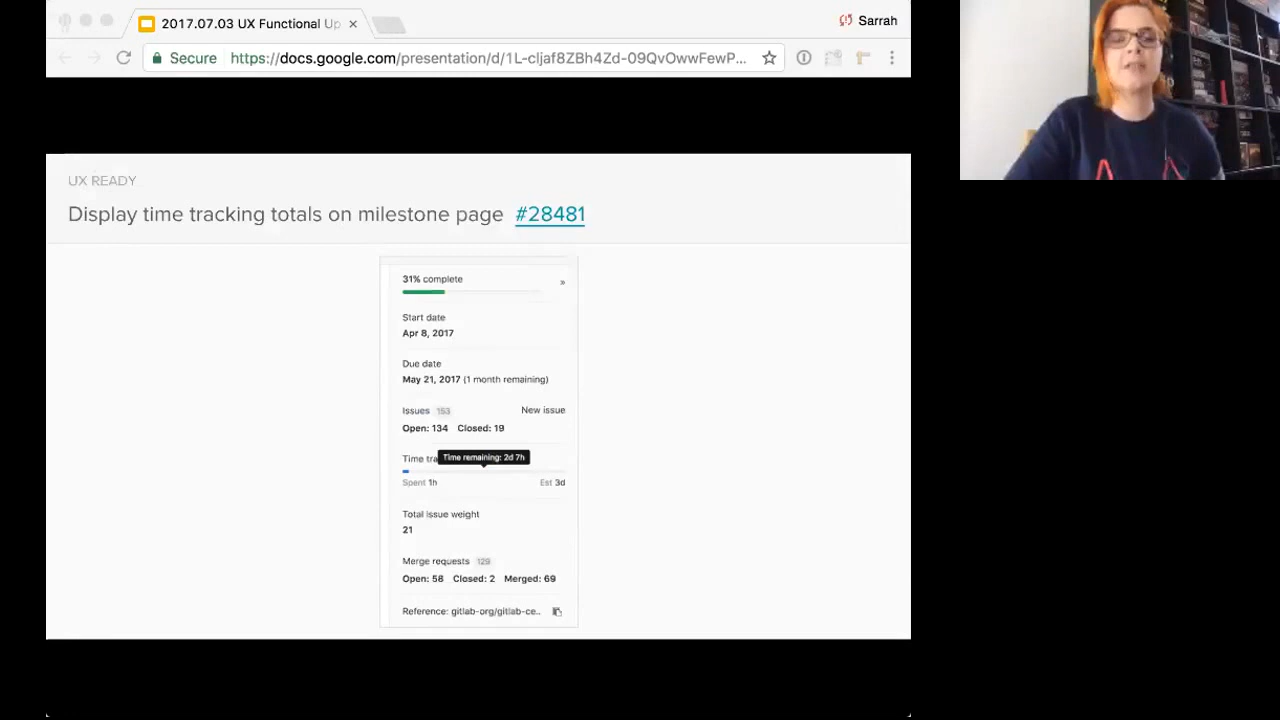 2017.07.03 UX Functional Up
Sarrah
Secure https://docs.google.com/presentation/d/1L-cljaf8ZBh4Zd-09QvOwwFewP...
UX READY
Display time tracking totals on milestone page #28481
31% complete »
Start date
Apr 8, 2017
Due date
May 21, 2017 (1 month remaining)
Issues 153 New issue
Open: 134 Closed: 19
Time tra
Time remaining: 2d 7h
Spent 1h Est 3d
Total issue weight
21
Merge requests 129
Open: 58 Closed: 2 Merged: 69
Reference: gitlab-org/gitlab-ce..